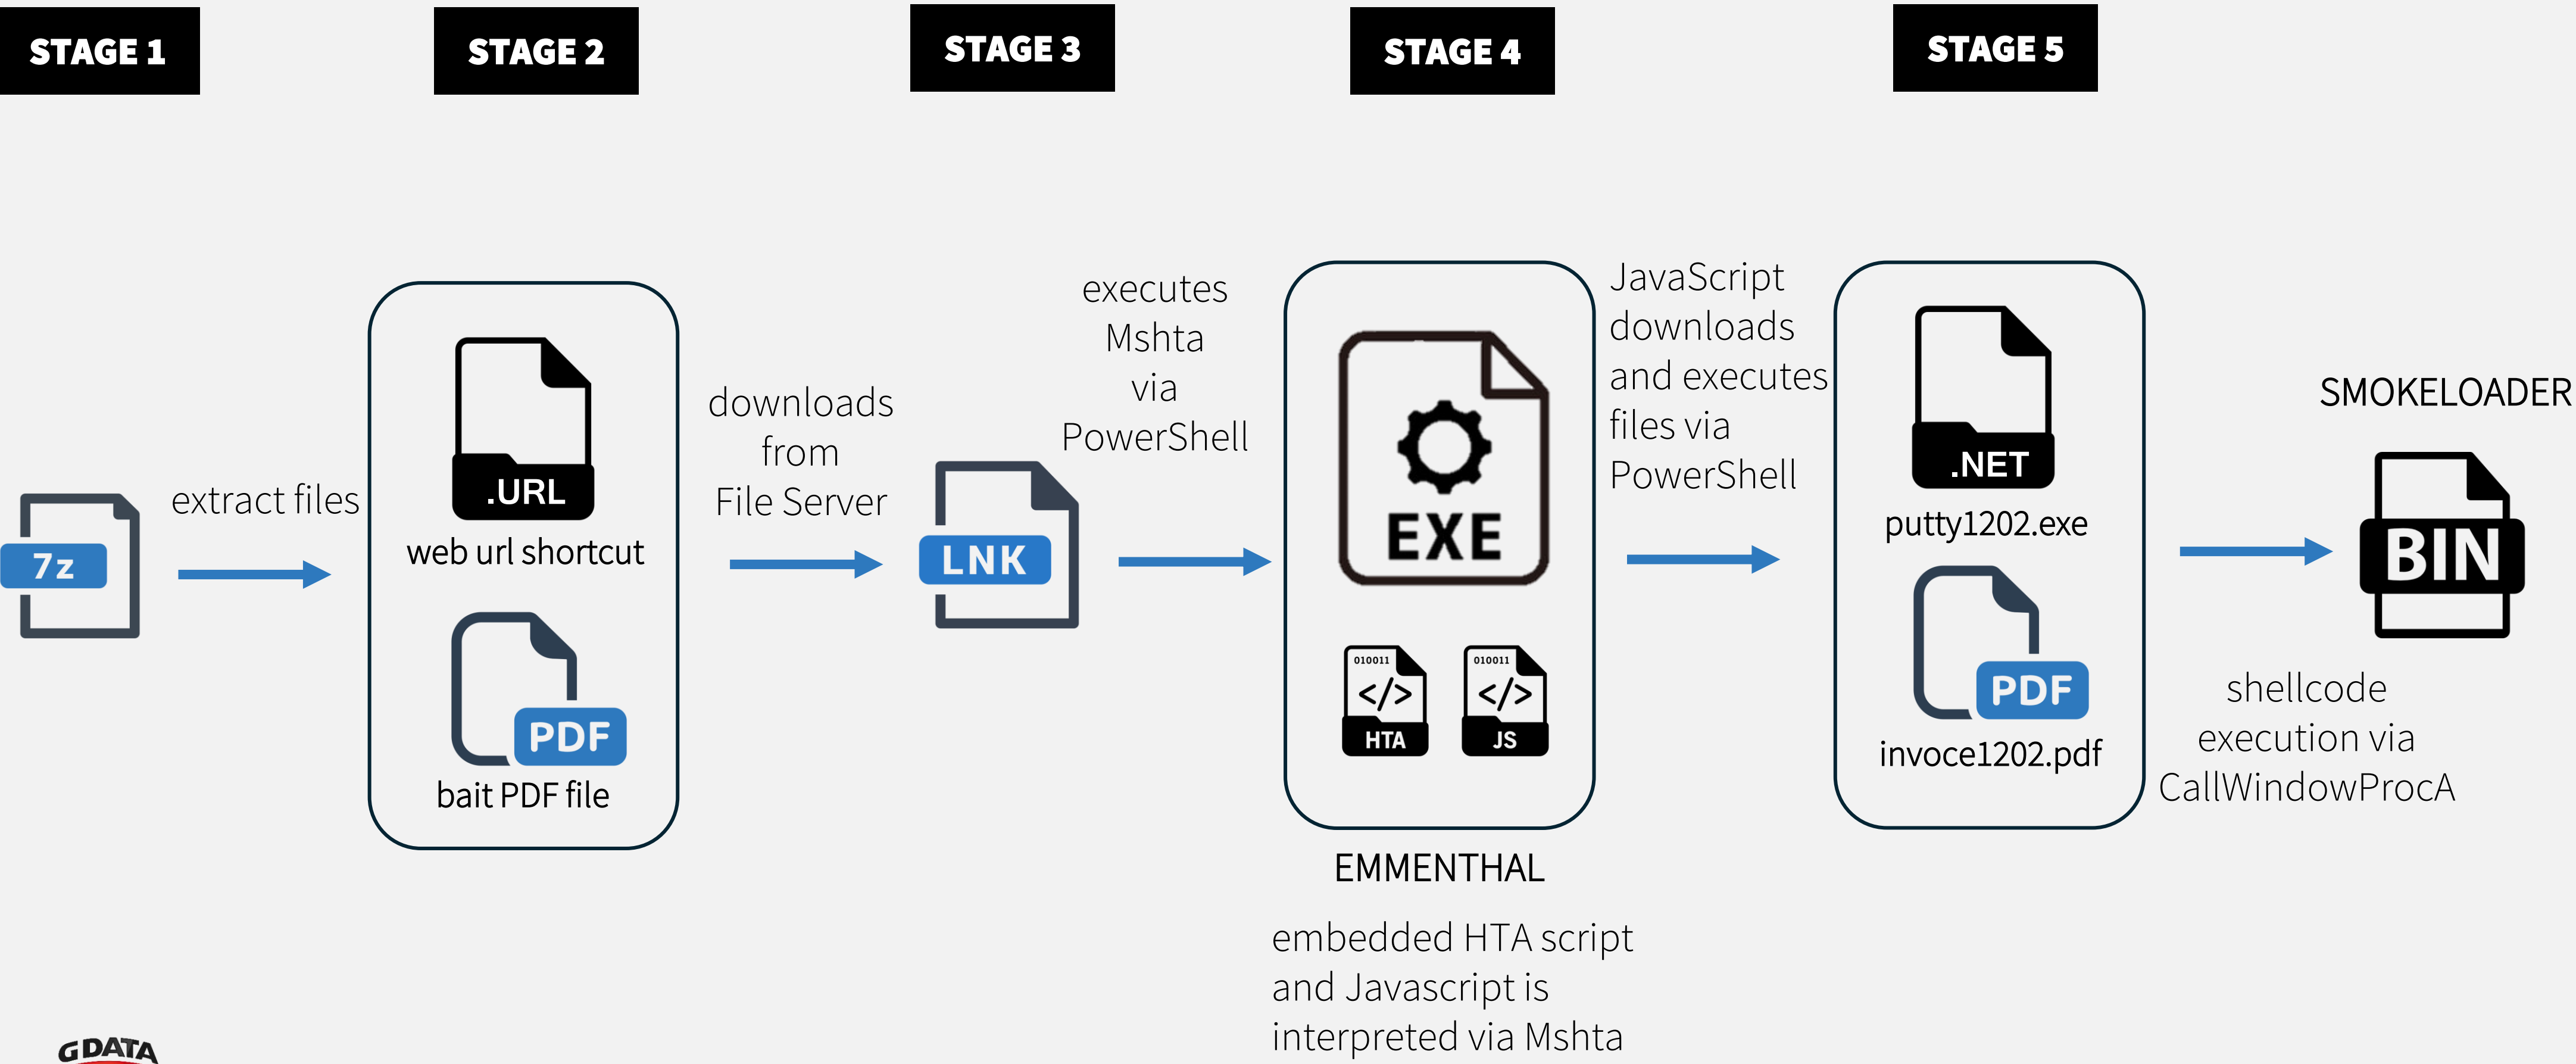 STAGE 1
STAGE 2
STAGE 3
STAGE 4
STAGE 5
7z
extract files
.URL
web url shortcut
PDF
bait PDF file
downloads
from
File Server
LNK
executes
Mshta
via
PowerShell
EXE
010011
</>
HTA
010011
</>
JS
EMMENTHAL
embedded HTA script
and Javascript is
interpreted via Mshta
JavaScript
downloads
and executes
files via
PowerShell
.NET
putty1202.exe
PDF
invoce1202.pdf
SMOKELOADER
BIN
shellcode
execution via
CallWindowProcA
GDATA